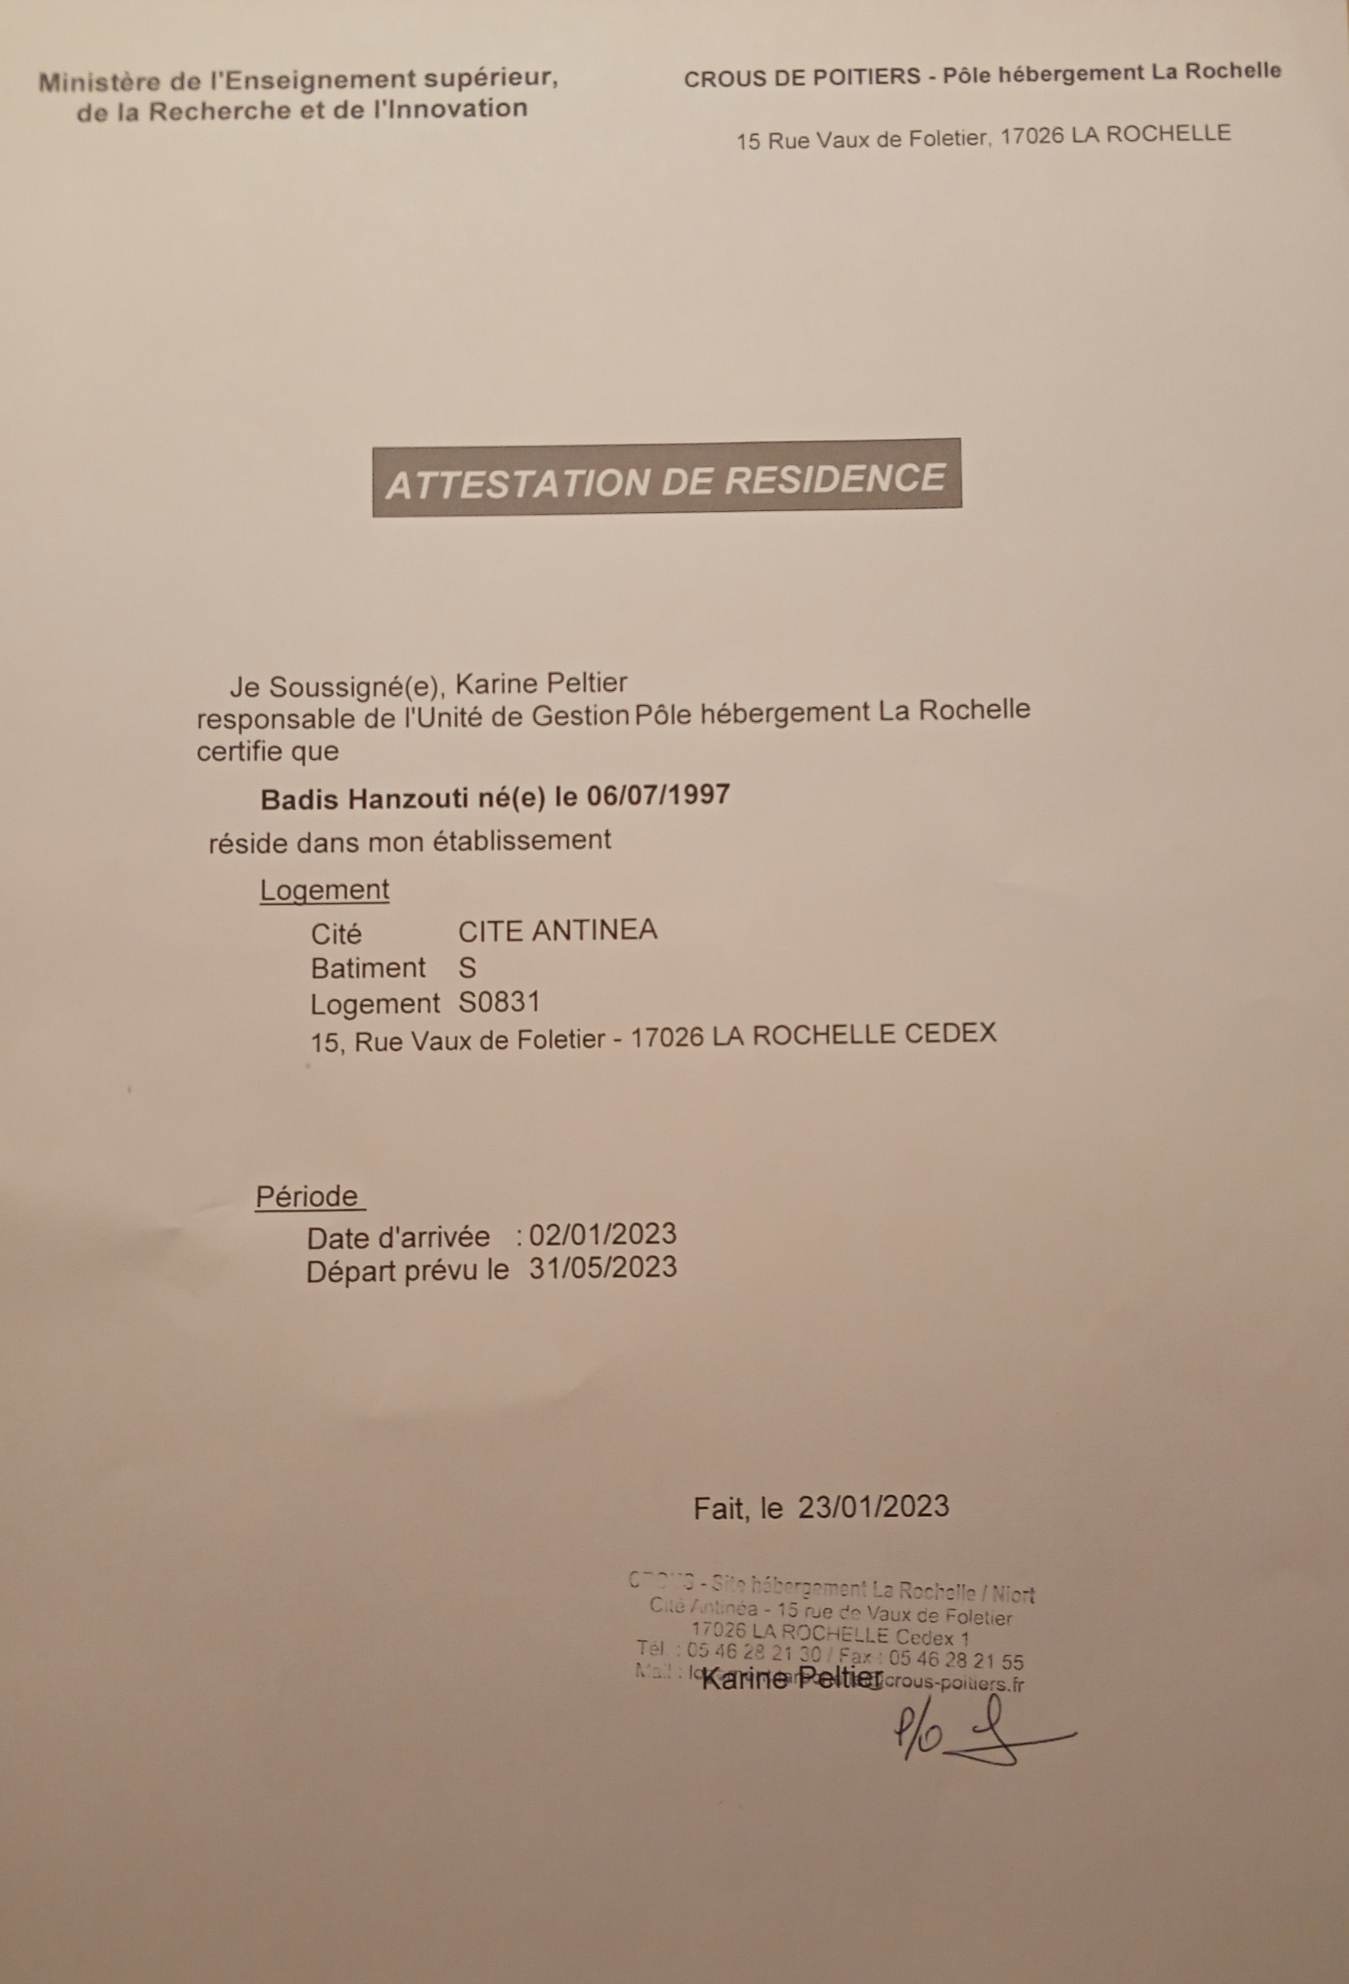 Ministère de l'Enseignement supérieur,
de la Recherche et de l'Innovation
CROUS DE POITIERS - Pôle hébergement La Rochelle
15 Rue Vaux de Foletier, 17026 LA ROCHELLE
ATTESTATION DE RESIDENCE
Je Soussigné(e), Karine Peltier
responsable de l'Unité de Gestion Pôle hébergement La Rochelle
certifie que
Badis Hanzouti né(e) le 06/07/1997
réside dans mon établissement
Logement
Cité CITE ANTINEA
Batiment S
Logement S0831
15, Rue Vaux de Foletier - 17026 LA ROCHELLE CEDEX
Période
Date d'arrivée : 02/01/2023
Départ prévu le 31/05/2023
Fait, le 23/01/2023
- Site hébergement La Rochelle / Niort
Cité Antinéa - 15 rue de Vaux de Foletier
17026 LA ROCHELLE Cedex 1
Tél : 05 46 28 21 30 / Fax : 05 46 28 21 55
Mail : crous-poitiers.fr
Karine Peltier
P/o